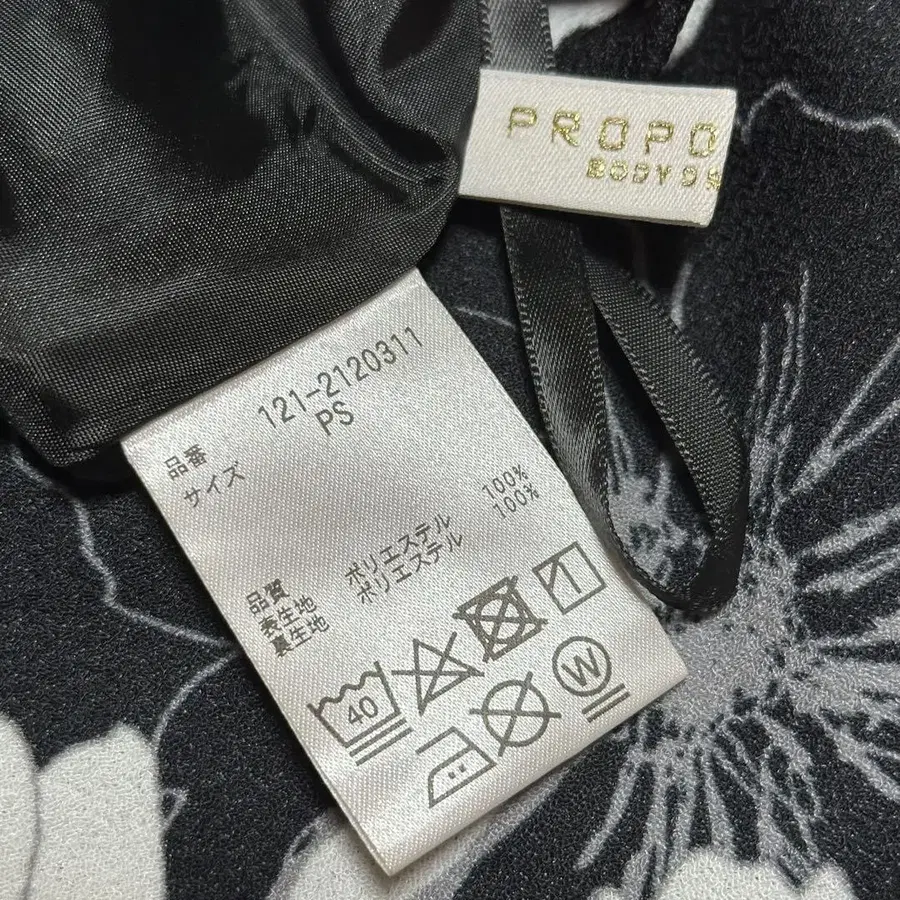 PROPO
BODY
品番 121-2120311
サイズ PS
品質
表生地 ポリエステル 100%
裏生地 ポリエステル 100%
40
W